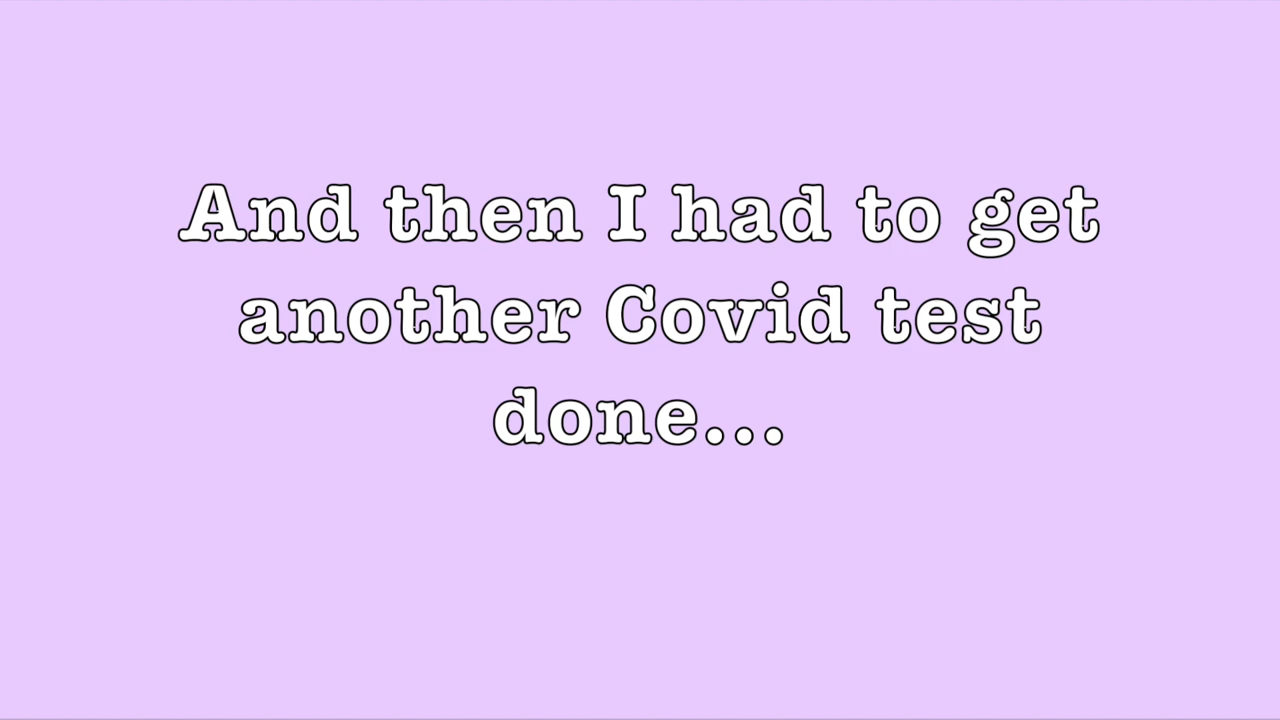 And then I had to get
another Covid test
done...